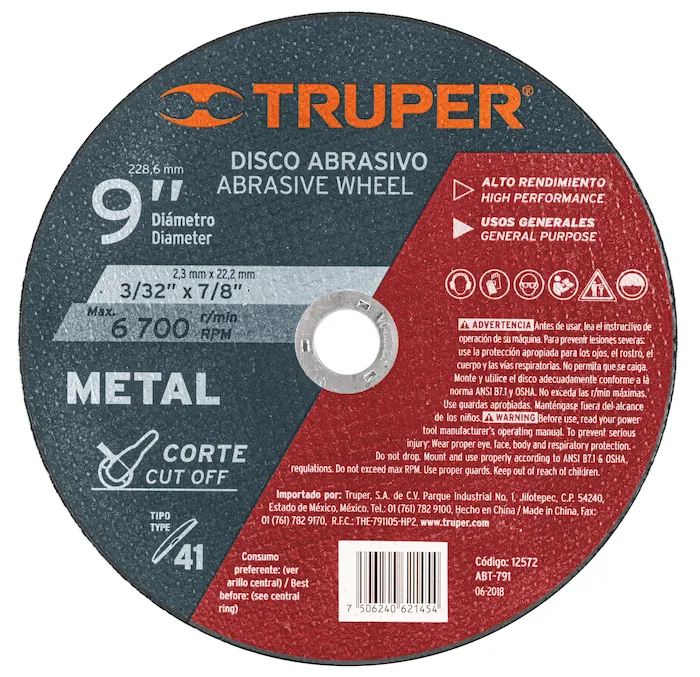 TRUPER®
DISCO ABRASIVO
ABRASIVE WHEEL
228,6 mm
9"
Diámetro
Diameter
ALTO RENDIMIENTO
HIGH PERFORMANCE
USOS GENERALES
GENERAL PURPOSE
2,3 mm x 22,2 mm
3/32" x 7/8"
Max. 6 700 r/min
RPM
METAL
CORTE
CUT OFF
TIPO
TYPE
41
ADVERTENCIA Antes de usar, lea el instructivo de
operación de su máquina. Para prevenir lesiones severas:
use la protección apropiada para los ojos, el rostro, el
cuerpo y las vías respiratorias. No permita que se caiga.
Monte y utilice el disco adecuadamente conforme a la
norma ANSI B7.1 y OSHA. No exceda las r/min máximas.
Use guardas apropiadas. Manténgase fuera del alcance
de los niños. WARNING Before use, read your power
tool manufacturer's operating manual. To prevent serious
injury: Wear proper eye, face, body and respiratory protection.
Do not drop. Mount and use properly according to ANSI B7.1 & OSHA,
regulations. Do not exceed max RPM. Use proper guards. Keep out of reach of children.
Importado por: Truper, S.A. de C.V. Parque Industrial No. 1, Jilotepec, C.P. 54240,
Estado de México, México. Tel.: 01 (761) 782 9100, Hecho en China / Made in China, Fax:
01 (761) 782 9170, R.F.C.: THE-791105-HP2, www.truper.com
Consumo
preferente: (ver
arillo central) / Best
before: (see central
ring)
7 506240 621454
Código: 12572
ABT-791
06-2018